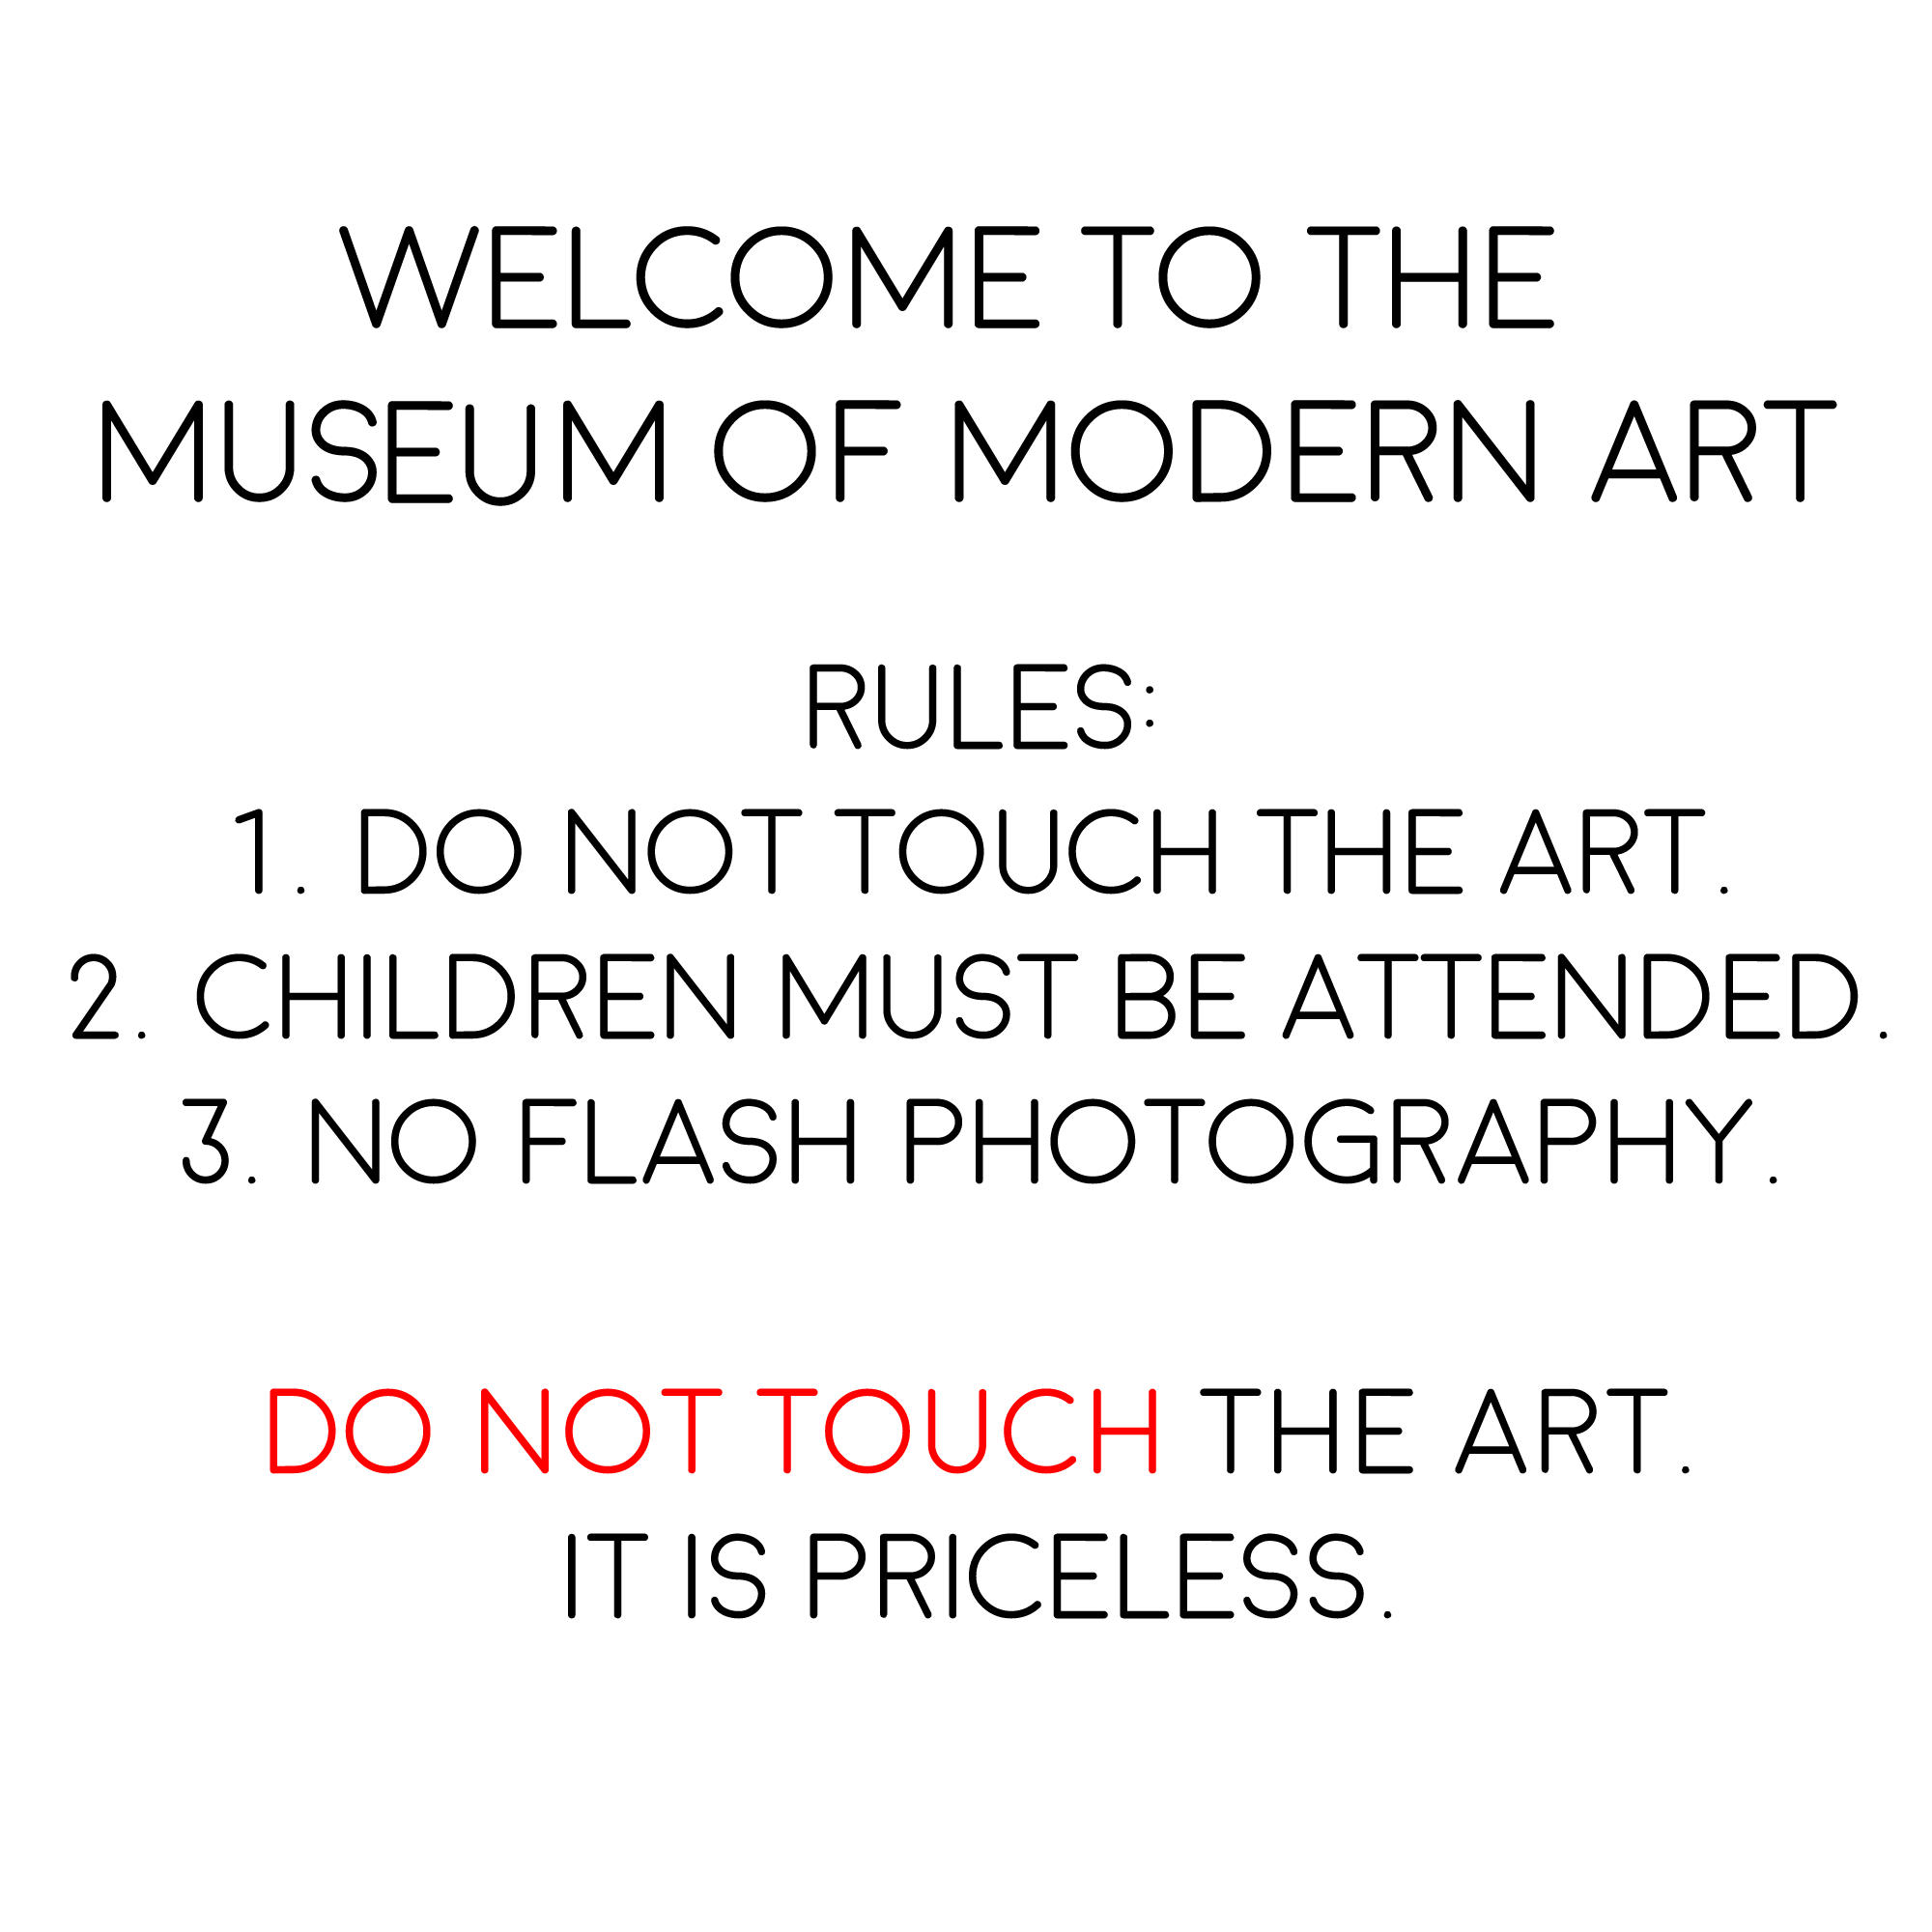 WELCOME TO THE
MUSEUM OF MODERN ART
RULES:
1. DO NOT TOUCH THE ART.
2. CHILDREN MUST BE ATTENDED.
3. NO FLASH PHOTOGRAPHY.
DO NOT TOUCH THE ART.
IT IS PRICELESS.